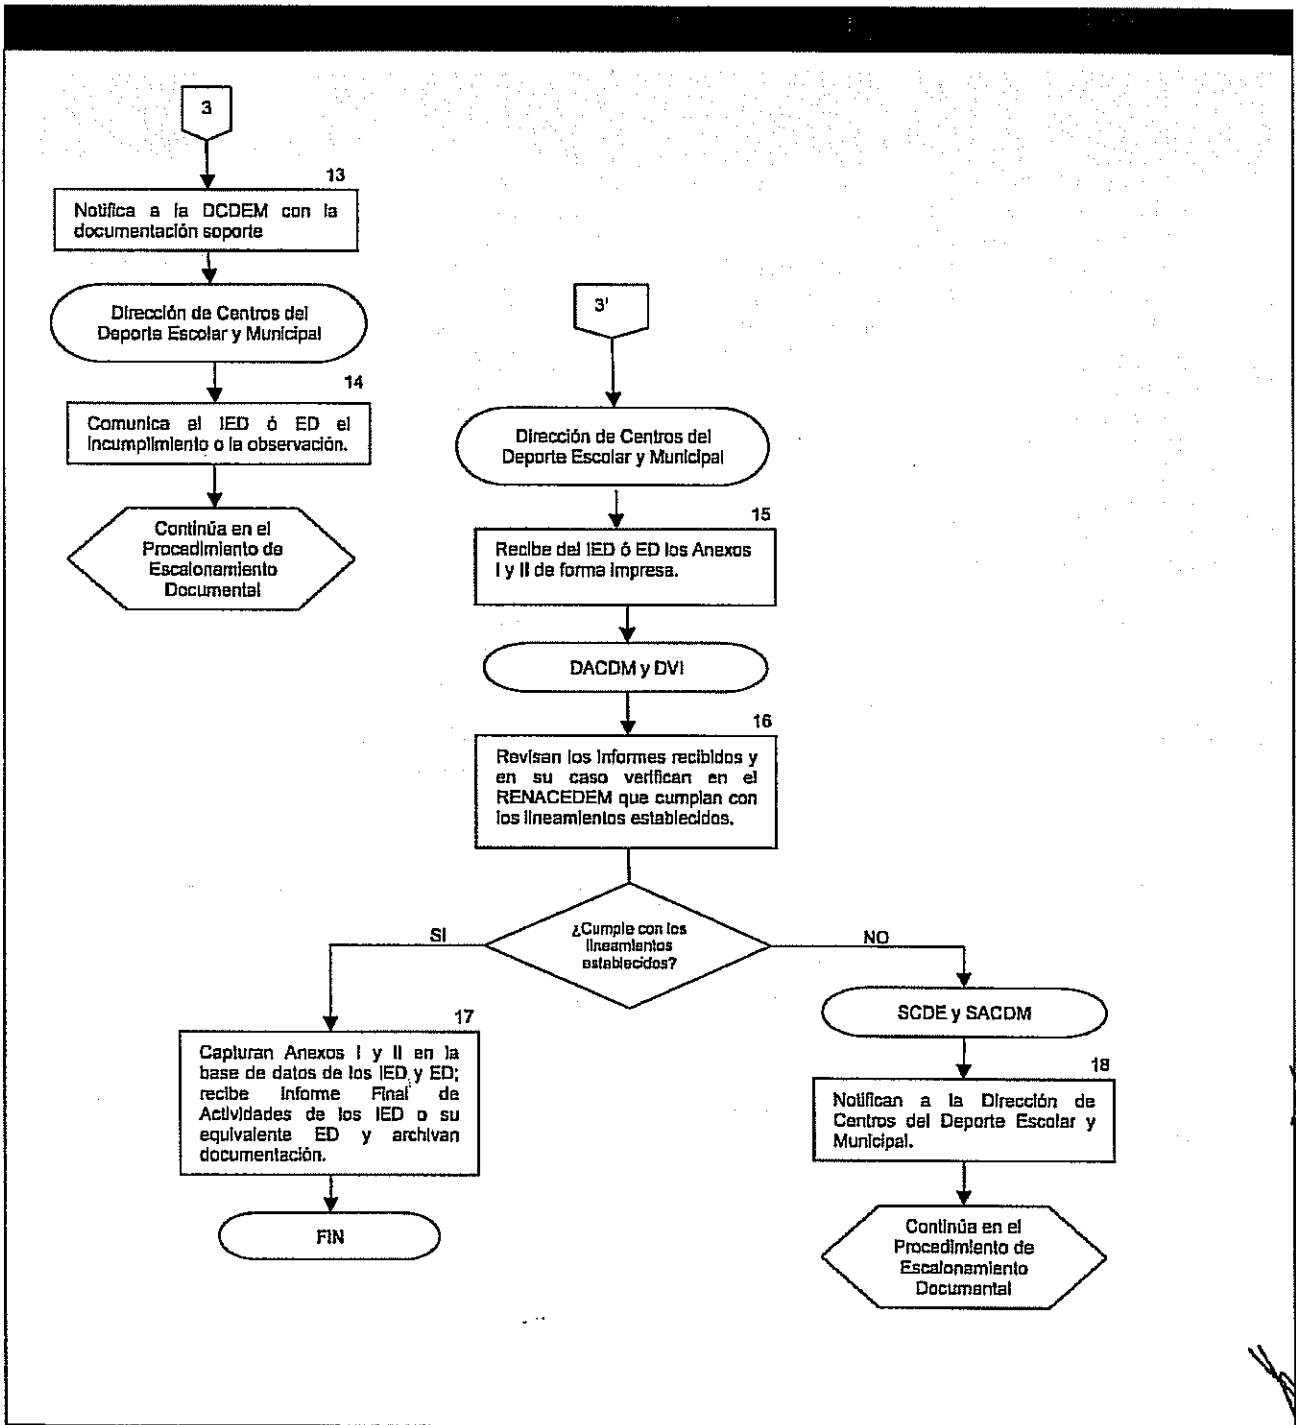 3
13
Notifica a la DCDEM con la
documentación soporte
Dirección de Centros del
Deporte Escolar y Municipal
14
Comunica al IED ó ED el
incumplimiento o la observación.
Continúa en el
Procedimiento de
Escalonamiento
Documental
3'
Dirección de Centros del
Deporte Escolar y Municipal
15
Recibe del IED ó ED los Anexos
I y II de forma impresa.
DACDM y DVI
16
Revisan los informes recibidos y
en su caso verifican en el
RENACEDEM que cumplan con
los lineamientos establecidos.
¿Cumple con los
lineamientos
establecidos?
SI
NO
17
Capturan Anexos I y II en la
base de datos de los IED y ED;
recibe Informe Final de
Actividades de los IED o su
equivalente ED y archivan
documentación.
FIN
SCDE y SACDM
18
Notifican a la Dirección de
Centros del Deporte Escolar y
Municipal.
Continúa en el
Procedimiento de
Escalonamiento
Documental